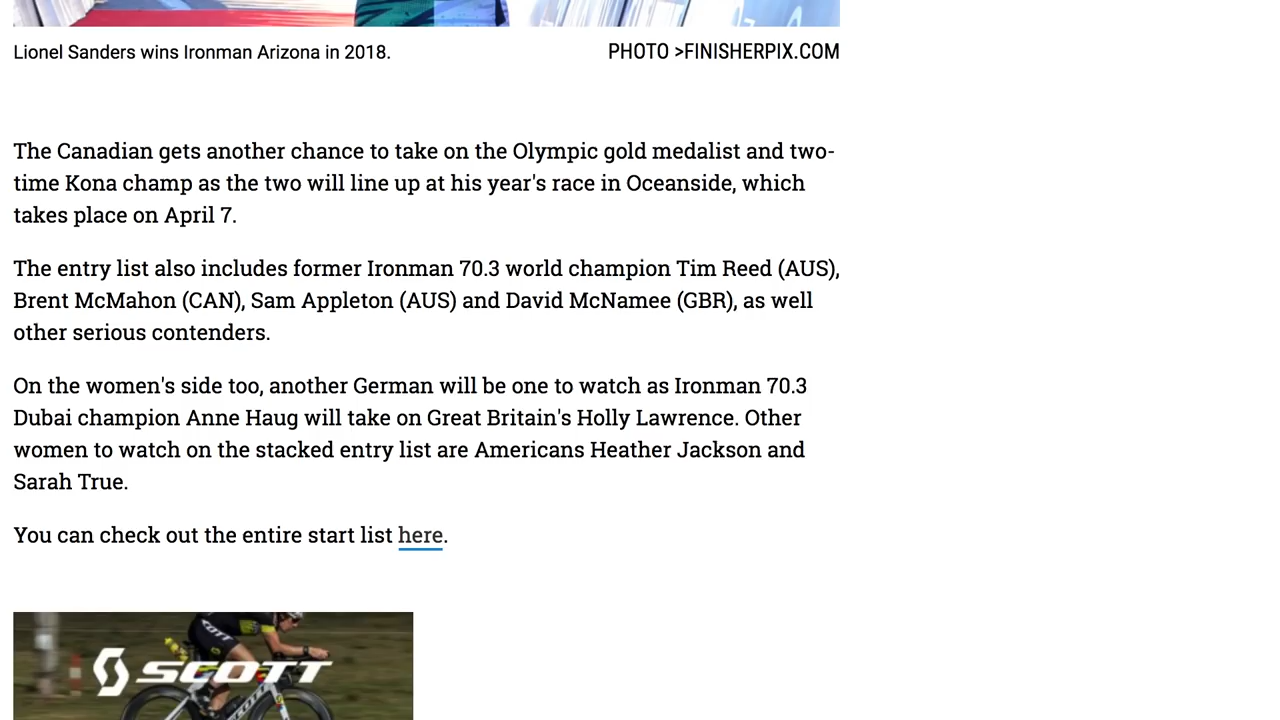 Lionel Sanders wins Ironman Arizona in 2018.
PHOTO >FINISHERPIX.COM
The Canadian gets another chance to take on the Olympic gold medalist and two-
time Kona champ as the two will line up at his year's race in Oceanside, which
takes place on April 7.
The entry list also includes former Ironman 70.3 world champion Tim Reed (AUS),
Brent McMahon (CAN), Sam Appleton (AUS) and David McNamee (GBR), as well
other serious contenders.
On the women's side too, another German will be one to watch as Ironman 70.3
Dubai champion Anne Haug will take on Great Britain's Holly Lawrence. Other
women to watch on the stacked entry list are Americans Heather Jackson and
Sarah True.
You can check out the entire start list here.
SCOTT